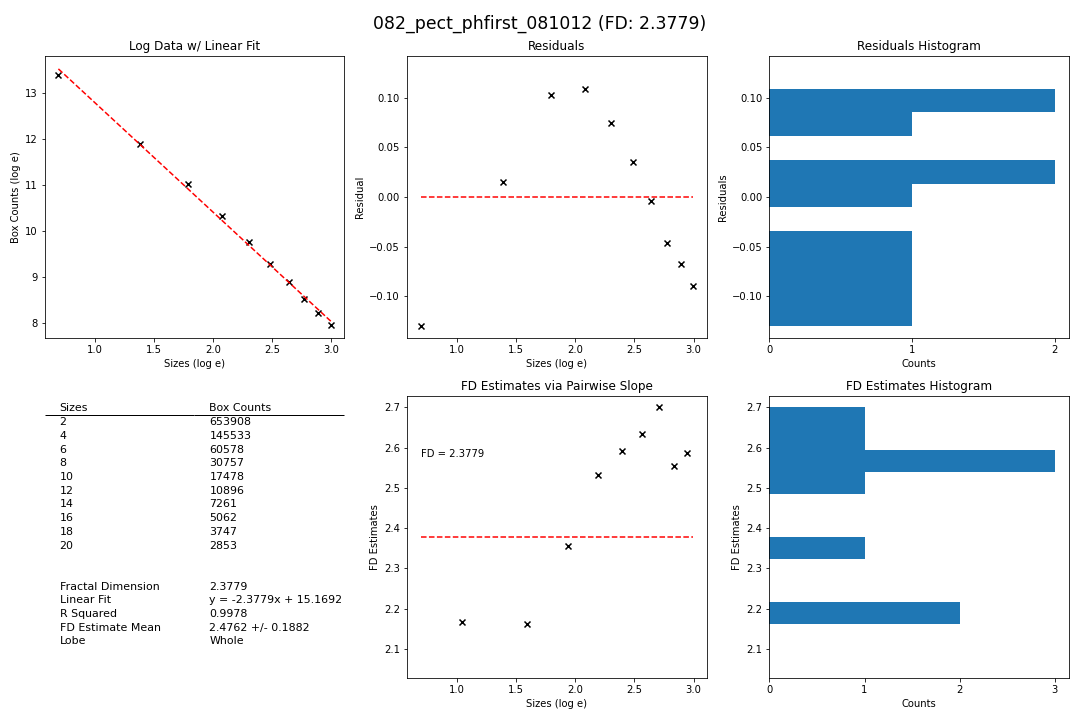 082_pect_phfirst_081012 (FD: 2.3779)
Log Data w/ Linear Fit
Box Counts (log e)
13
12
11
10
9
8
1.0 1.5 2.0 2.5 3.0
Sizes (log e)
Residuals
Residual
0.10
0.05
0.00
−0.05
−0.10
1.0 1.5 2.0 2.5 3.0
Sizes (log e)
Residuals Histogram
Residuals
0.10
0.05
0.00
−0.05
−0.10
0 1 2
Counts
Sizes Box Counts
2 653908
4 145533
6 60578
8 30757
10 17478
12 10896
14 7261
16 5062
18 3747
20 2853
Fractal Dimension 2.3779
Linear Fit y = -2.3779x + 15.1692
R Squared 0.9978
FD Estimate Mean 2.4762 +/- 0.1882
Lobe Whole
FD Estimates via Pairwise Slope
FD Estimates
2.7
2.6
2.5
2.4
2.3
2.2
2.1
FD = 2.3779
1.0 1.5 2.0 2.5 3.0
Sizes (log e)
FD Estimates Histogram
FD Estimates
2.7
2.6
2.5
2.4
2.3
2.2
2.1
0 1 2 3
Counts